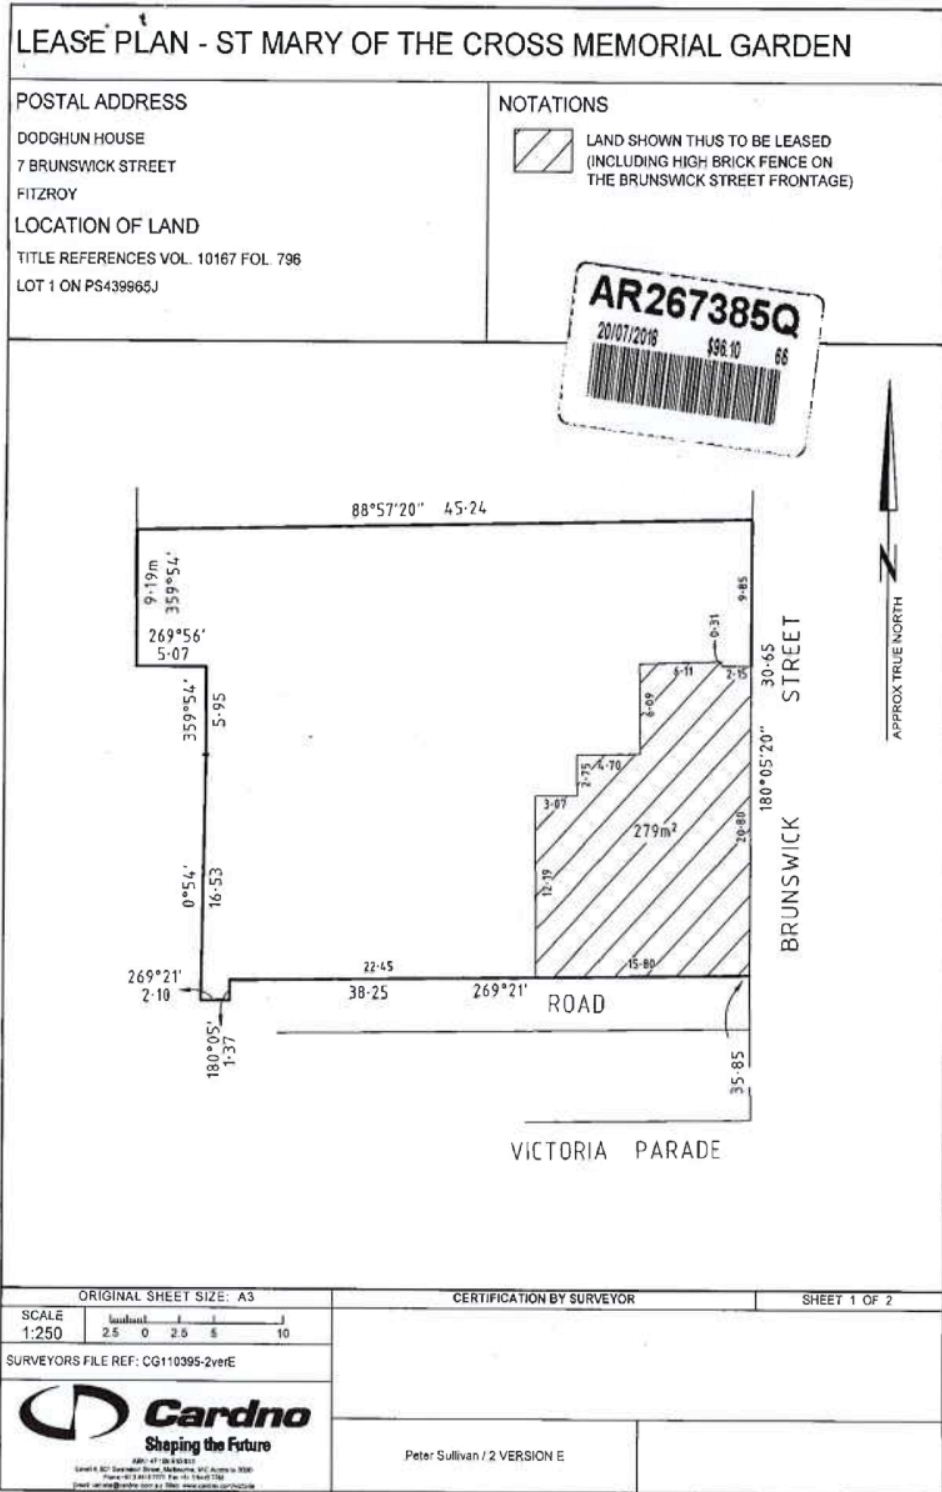 LEASE PLAN - ST MARY OF THE CROSS MEMORIAL GARDEN
POSTAL ADDRESS
DODGHUN HOUSE
7 BRUNSWICK STREET
FITZROY
LOCATION OF LAND
TITLE REFERENCES VOL. 10167 FOL. 796
LOT 1 ON PS439965J
NOTATIONS
LAND SHOWN THUS TO BE LEASED
(INCLUDING HIGH BRICK FENCE ON
THE BRUNSWICK STREET FRONTAGE)
AR267385Q
20/07/2018 $96.10 66
88°57'20" 45·24
9·19m
359°54'
269°56'
5·07
359°54'
5·95
0°54'
16·53
269°21'
2·10
180°05'
1·37
22·45
38·25 269°21'
ROAD
9·85
0·31
6·11
2·15
6·09
4·70
2·75
3·07
12·19
279m²
20·80
15·80
30·65
180°05'20"
BRUNSWICK STREET
35·85
VICTORIA PARADE
N
APPROX TRUE NORTH
ORIGINAL SHEET SIZE: A3
SCALE
1:250
2.5 0 2.5 5 10
SURVEYORS FILE REF: CG110395-2verE
Cardno
Shaping the Future
CERTIFICATION BY SURVEYOR
SHEET 1 OF 2
Peter Sullivan / 2 VERSION E